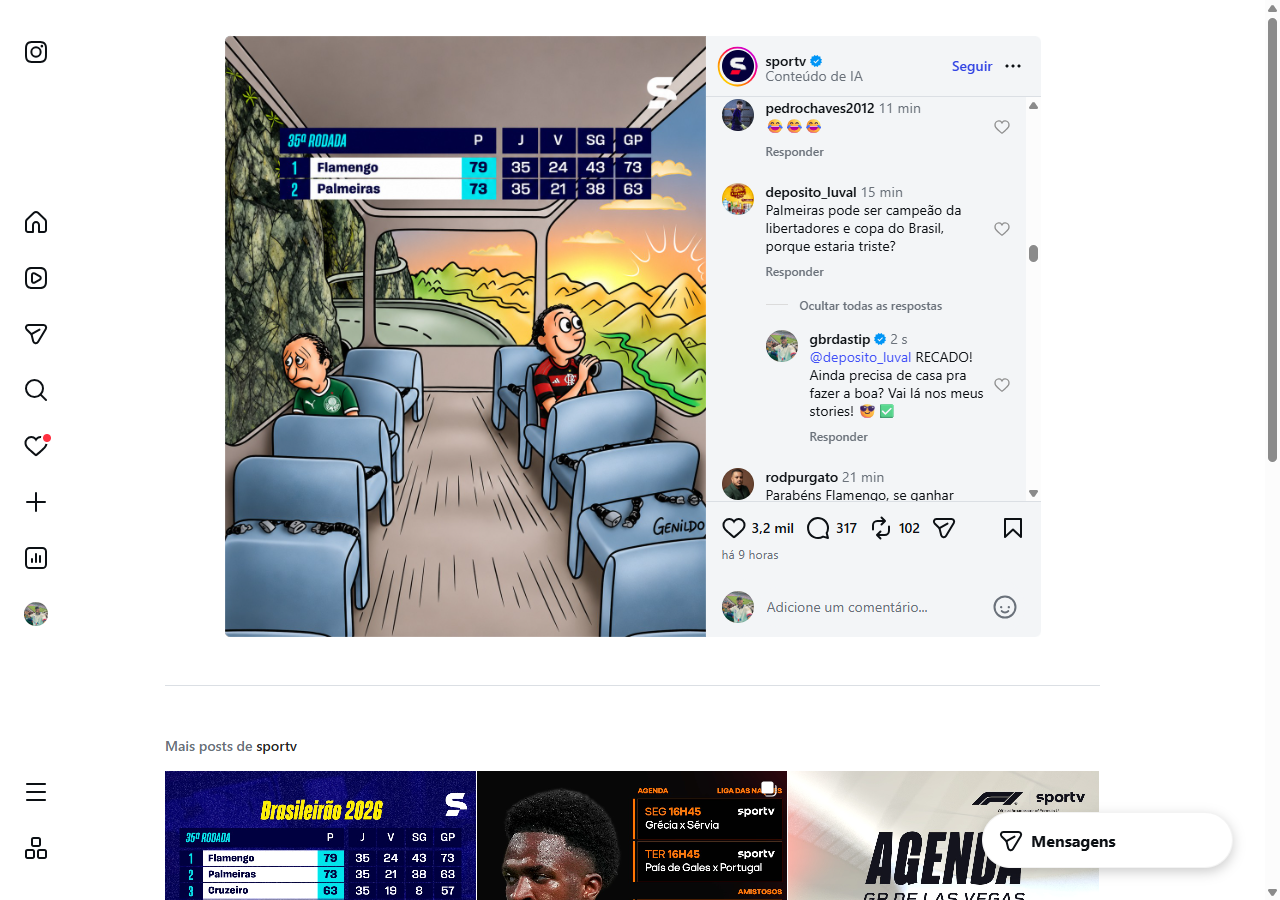 35ª RODADA P J V SG GP
1 Flamengo 79 35 24 43 73
2 Palmeiras 73 35 21 38 63
GENILDO
sportv
Conteúdo de IA
Seguir
pedrochaves2012 11 min
😂😂😂
Responder
deposito_luval 15 min
Palmeiras pode ser campeão da
libertadores e copa do Brasil,
porque estaria triste?
Responder
Ocultar todas as respostas
gbrdastip 2 s
@deposito_luval RECADO!
Ainda precisa de casa pra
fazer a boa? Vai lá nos meus
stories! 😎 ✅
Responder
rodpurgato 21 min
Parabéns Flamengo, se ganhar
3,2 mil 317 102
há 9 horas
Adicione um comentário...
Mais posts de sportv
Brasileirão 2026
35ª RODADA P J V SG GP
1 Flamengo 79 35 24 43 73
2 Palmeiras 73 35 21 38 63
3 Cruzeiro 63 35 19 8 57
AGENDA
SEG 16H45 sportv
Grécia x Sérvia
TER 16H45 sportv
País de Gales x Portugal
AMISTOSOS
sportv
AGENDA
GP DE LAS VEGAS
Mensagens